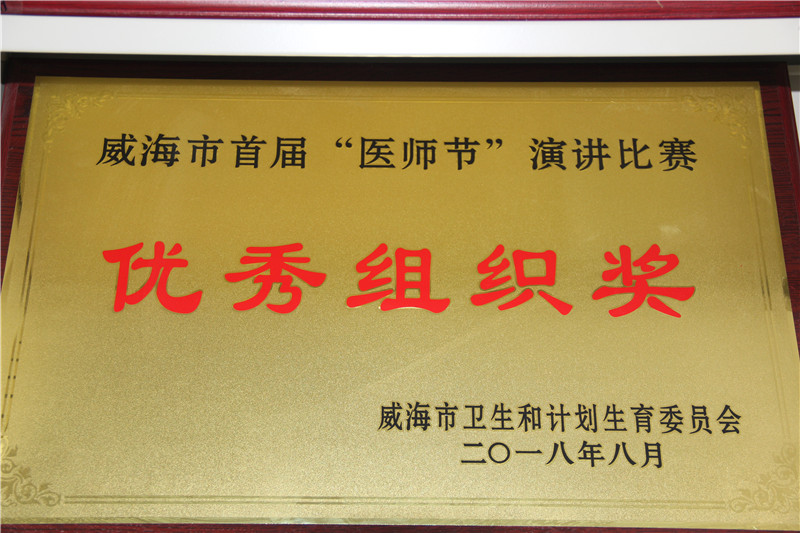 威海市首届“医师节”演讲比赛
优秀组织奖
威海市卫生和计划生育委员会
二〇一八年八月